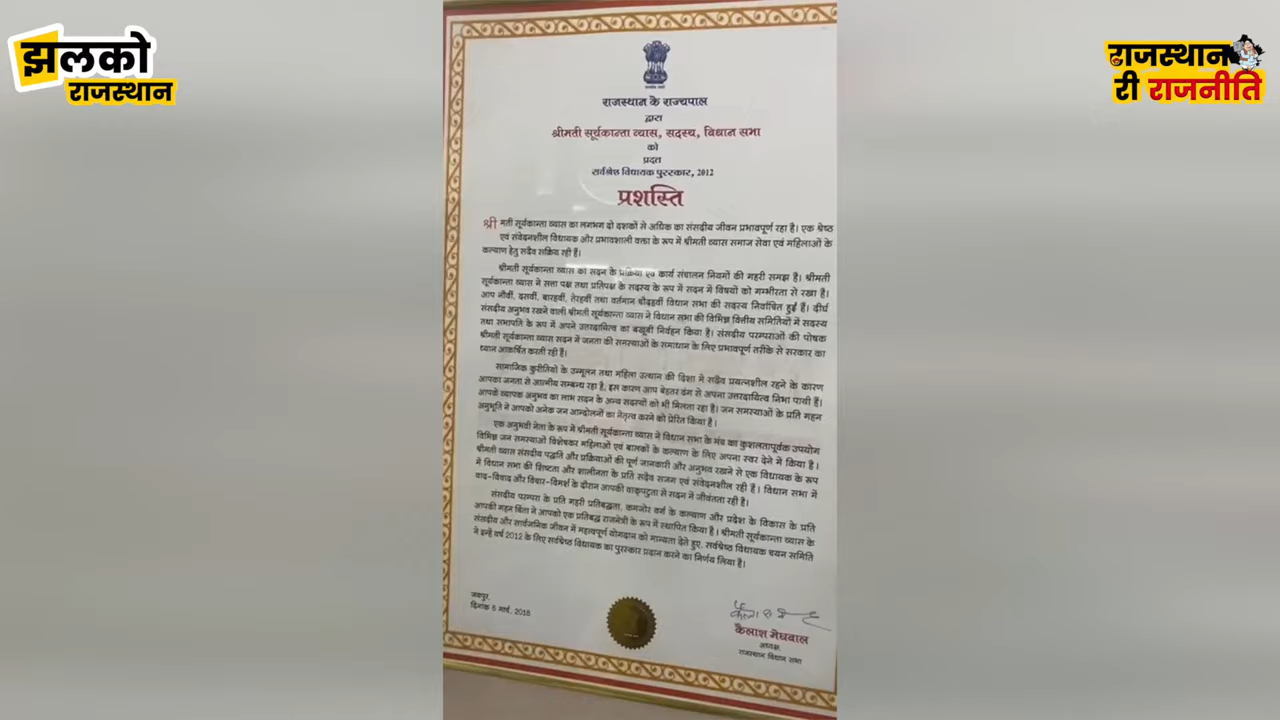 झलको
राजस्थान
राजस्थान
री राजनीति
राजस्थान के राज्यपाल
द्वारा
श्रीमती सूर्यकान्ता व्यास, सदस्य, विधान सभा
को
प्रदत्त
सर्वश्रेष्ठ विधायक पुरस्कार, 2012
प्रशस्ति
श्रीमती सूर्यकान्ता व्यास का लगभग दो दशकों से अधिक का संसदीय जीवन प्रभावपूर्ण रहा है। एक श्रेष्ठ
एवं संवेदनशील विधायक और प्रभावशाली वक्ता के रूप में श्रीमती व्यास समाज सेवा एवं महिलाओं के
कल्याण हेतु सदैव सक्रिय रही हैं।
श्रीमती सूर्यकान्ता व्यास को सदन के प्रक्रिया एवं कार्य संचालन नियमों की गहरी समझ है। श्रीमती
सूर्यकान्ता व्यास ने सत्ता पक्ष तथा प्रतिपक्ष के सदस्य के रूप में सदन में विषयों को गम्भीरता से रखा है।
आप नौवीं, दसवीं, बारहवीं, तेरहवीं तथा वर्तमान चौदहवीं विधान सभा की सदस्य निर्वाचित हुई हैं। दीर्घ
संसदीय अनुभव रखने वाली श्रीमती सूर्यकान्ता व्यास ने विधान सभा की विभिन्न वित्तीय समितियों में सदस्य
तथा सभापति के रूप में अपने उत्तरदायित्व का बखूबी निर्वहन किया है। संसदीय परम्पराओं की पोषक
श्रीमती सूर्यकान्ता व्यास सदन में जनता की समस्याओं के समाधान के लिए प्रभावपूर्ण तरीके से सरकार का
ध्यान आकर्षित करती रही हैं।
सामाजिक कुरीतियों के उन्मूलन तथा महिला उत्थान की दिशा में सदैव प्रयत्नशील रहने के कारण
आपका जनता से आत्मीय सम्बन्ध रहा है, इस कारण आप बेहतर ढंग से अपना उत्तरदायित्व निभा पायी हैं।
आपके व्यापक अनुभव का लाभ सदन के अन्य सदस्यों को भी मिलता रहा है। जन समस्याओं के प्रति गहन
अनुभूति ने आपको अनेक जन आन्दोलनों का नेतृत्व करने को प्रेरित किया है।
एक अनुभवी नेता के रूप में श्रीमती सूर्यकान्ता व्यास ने विधान सभा के मंच का कुशलतापूर्वक उपयोग
विभिन्न जन समस्याओं विशेषकर महिलाओं एवं बालकों के कल्याण के लिए अपना स्वर देने में किया है।
श्रीमती व्यास संसदीय पद्धति और प्रक्रियाओं की पूर्ण जानकारी और अनुभव रखने से एक विधायक के रूप
में विधान सभा की शिष्टता और शालीनता के प्रति सदैव सजग एवं संवेदनशील रही हैं। विधान सभा में
वाद-विवाद और विचार-विमर्श के दौरान आपकी वाक्पटुता से सदन में जीवंतता रही है।
संसदीय परम्परा के प्रति गहरी प्रतिबद्धता, कमजोर वर्ग के कल्याण और प्रदेश के विकास के प्रति
आपकी गहन चिंता ने आपको एक प्रतिबद्ध राजनेत्री के रूप में स्थापित किया है। श्रीमती सूर्यकान्ता व्यास के
संसदीय और सार्वजनिक जीवन में महत्वपूर्ण योगदान को मान्यता देते हुए, सर्वश्रेष्ठ विधायक चयन समिति
ने इन्हें वर्ष 2012 के लिए सर्वश्रेष्ठ विधायक का पुरस्कार प्रदान करने का निर्णय लिया है।
जयपुर
दिनांक 6 मार्च, 2018
कैलाश मेघवाल
अध्यक्ष,
राजस्थान विधान सभा